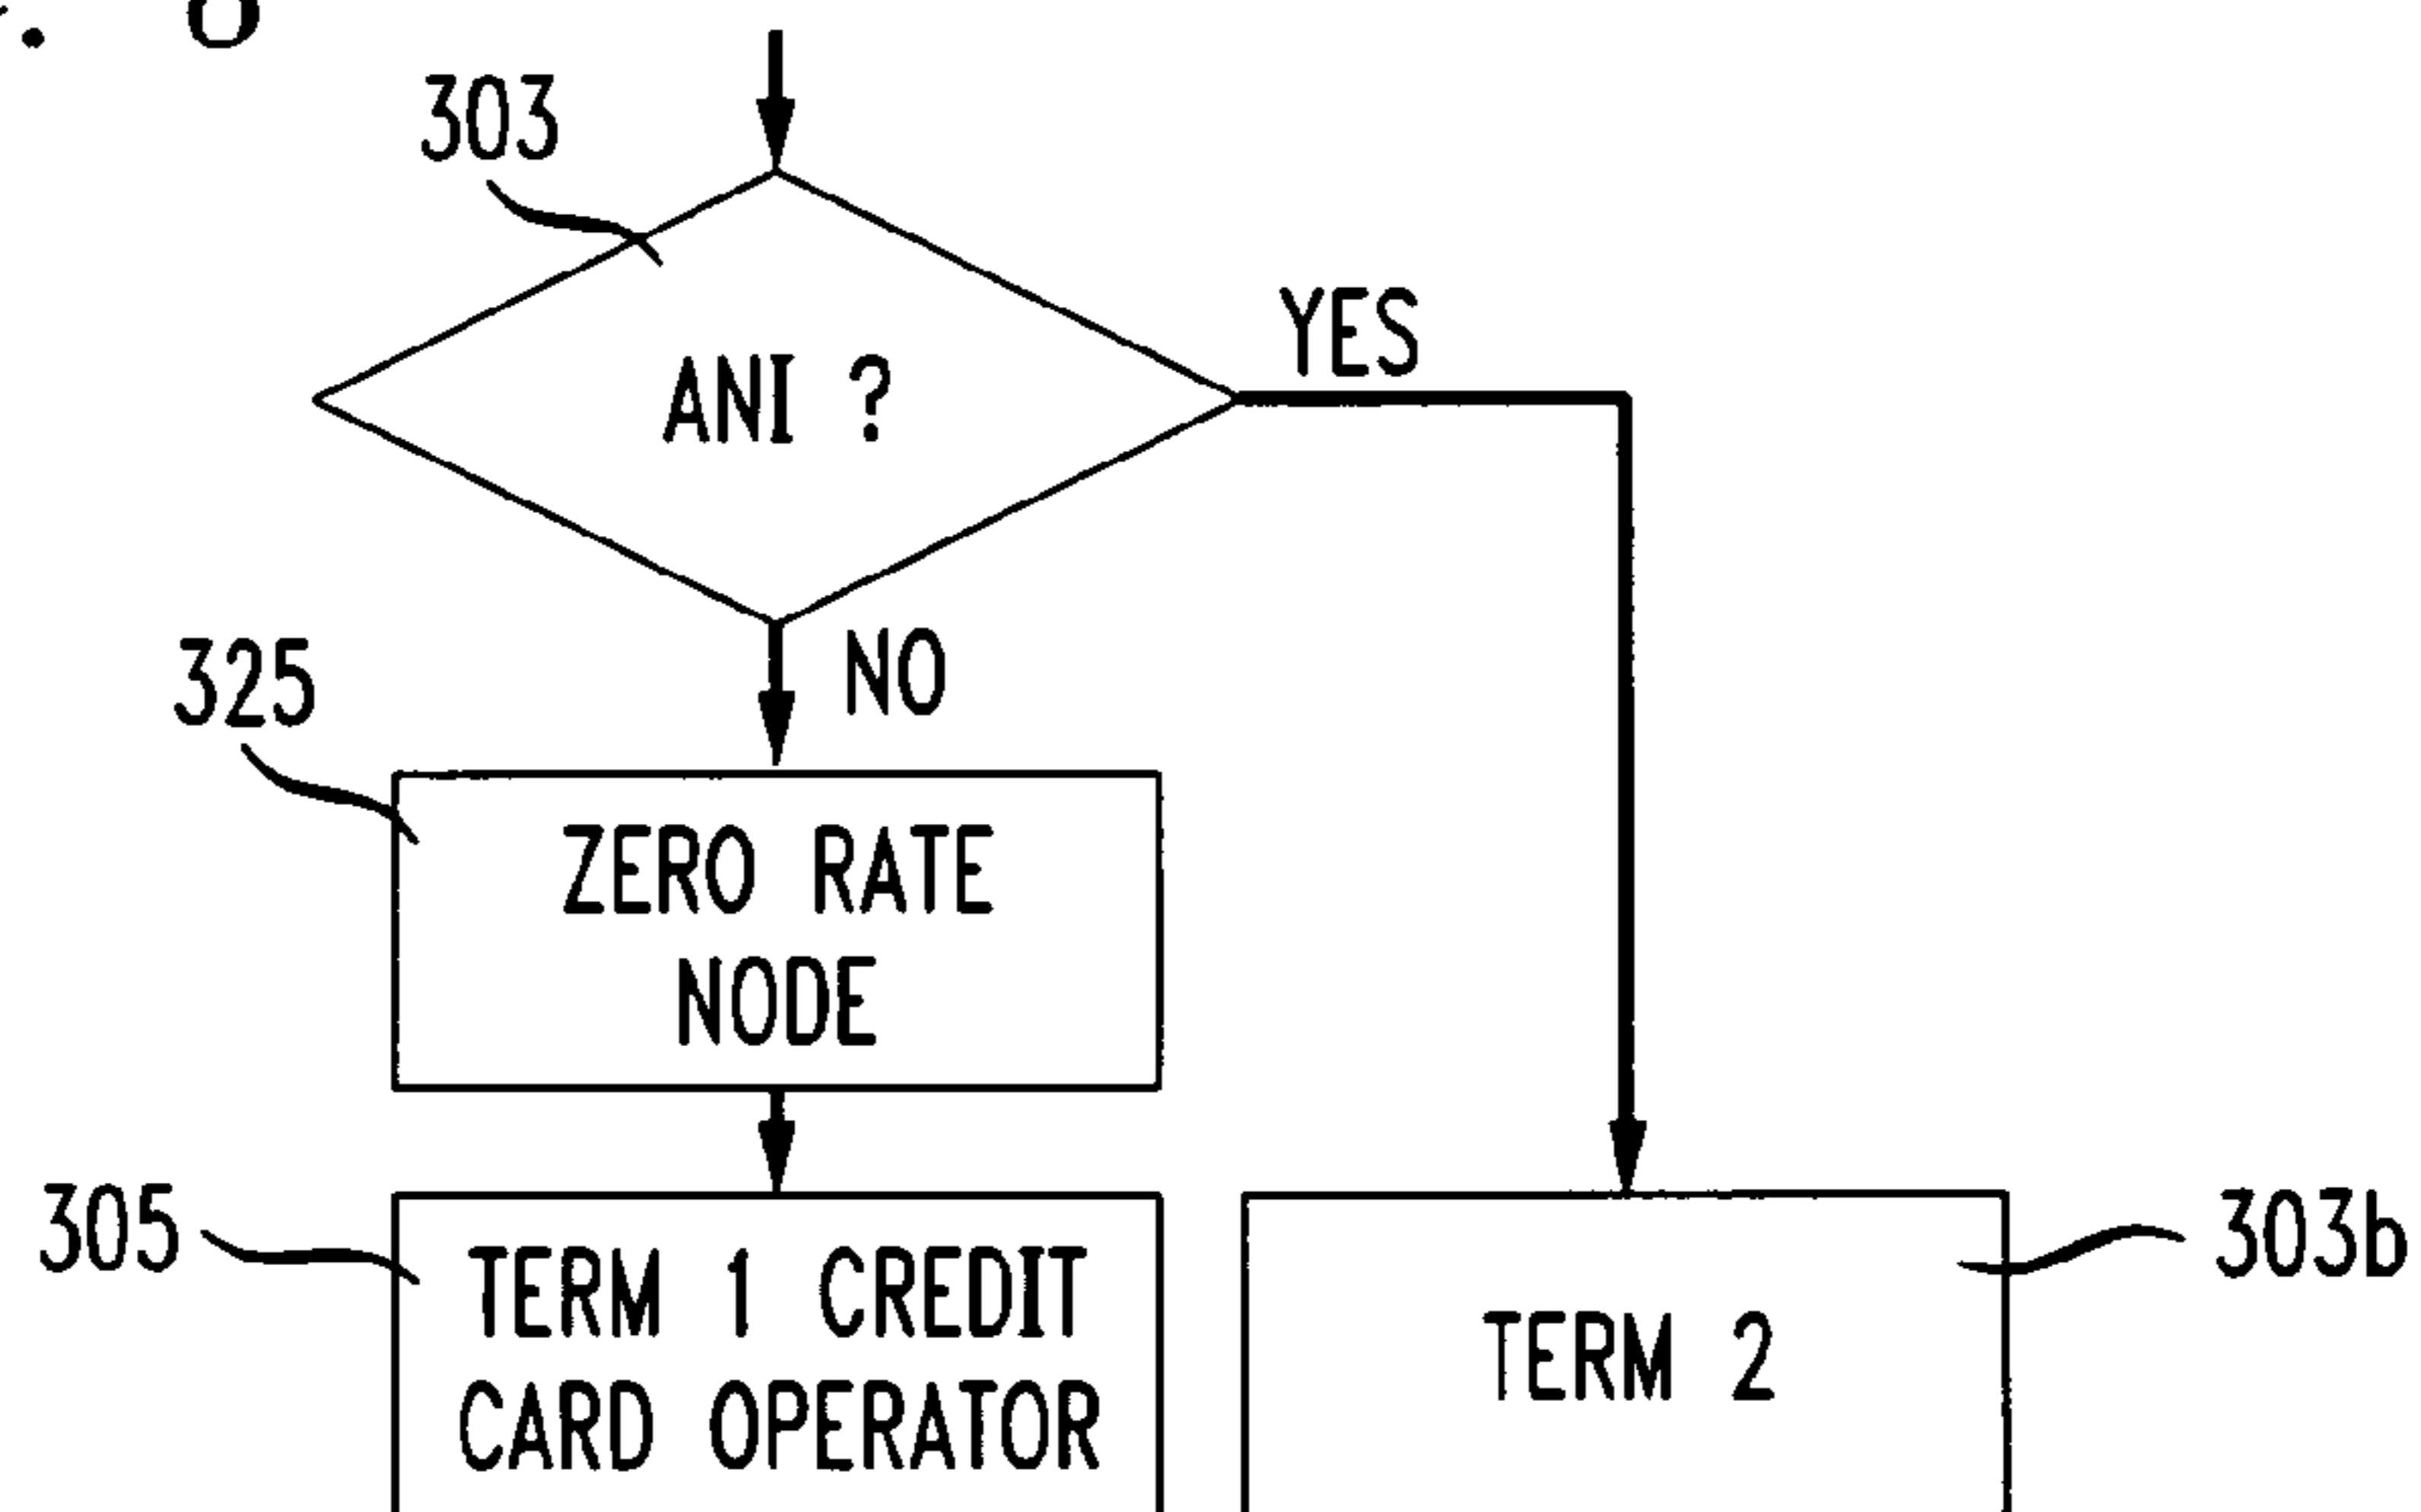 303
ANI ?
YES
NO
325
ZERO RATE
NODE
305
TERM 1 CREDIT
CARD OPERATOR
TERM 2
303b